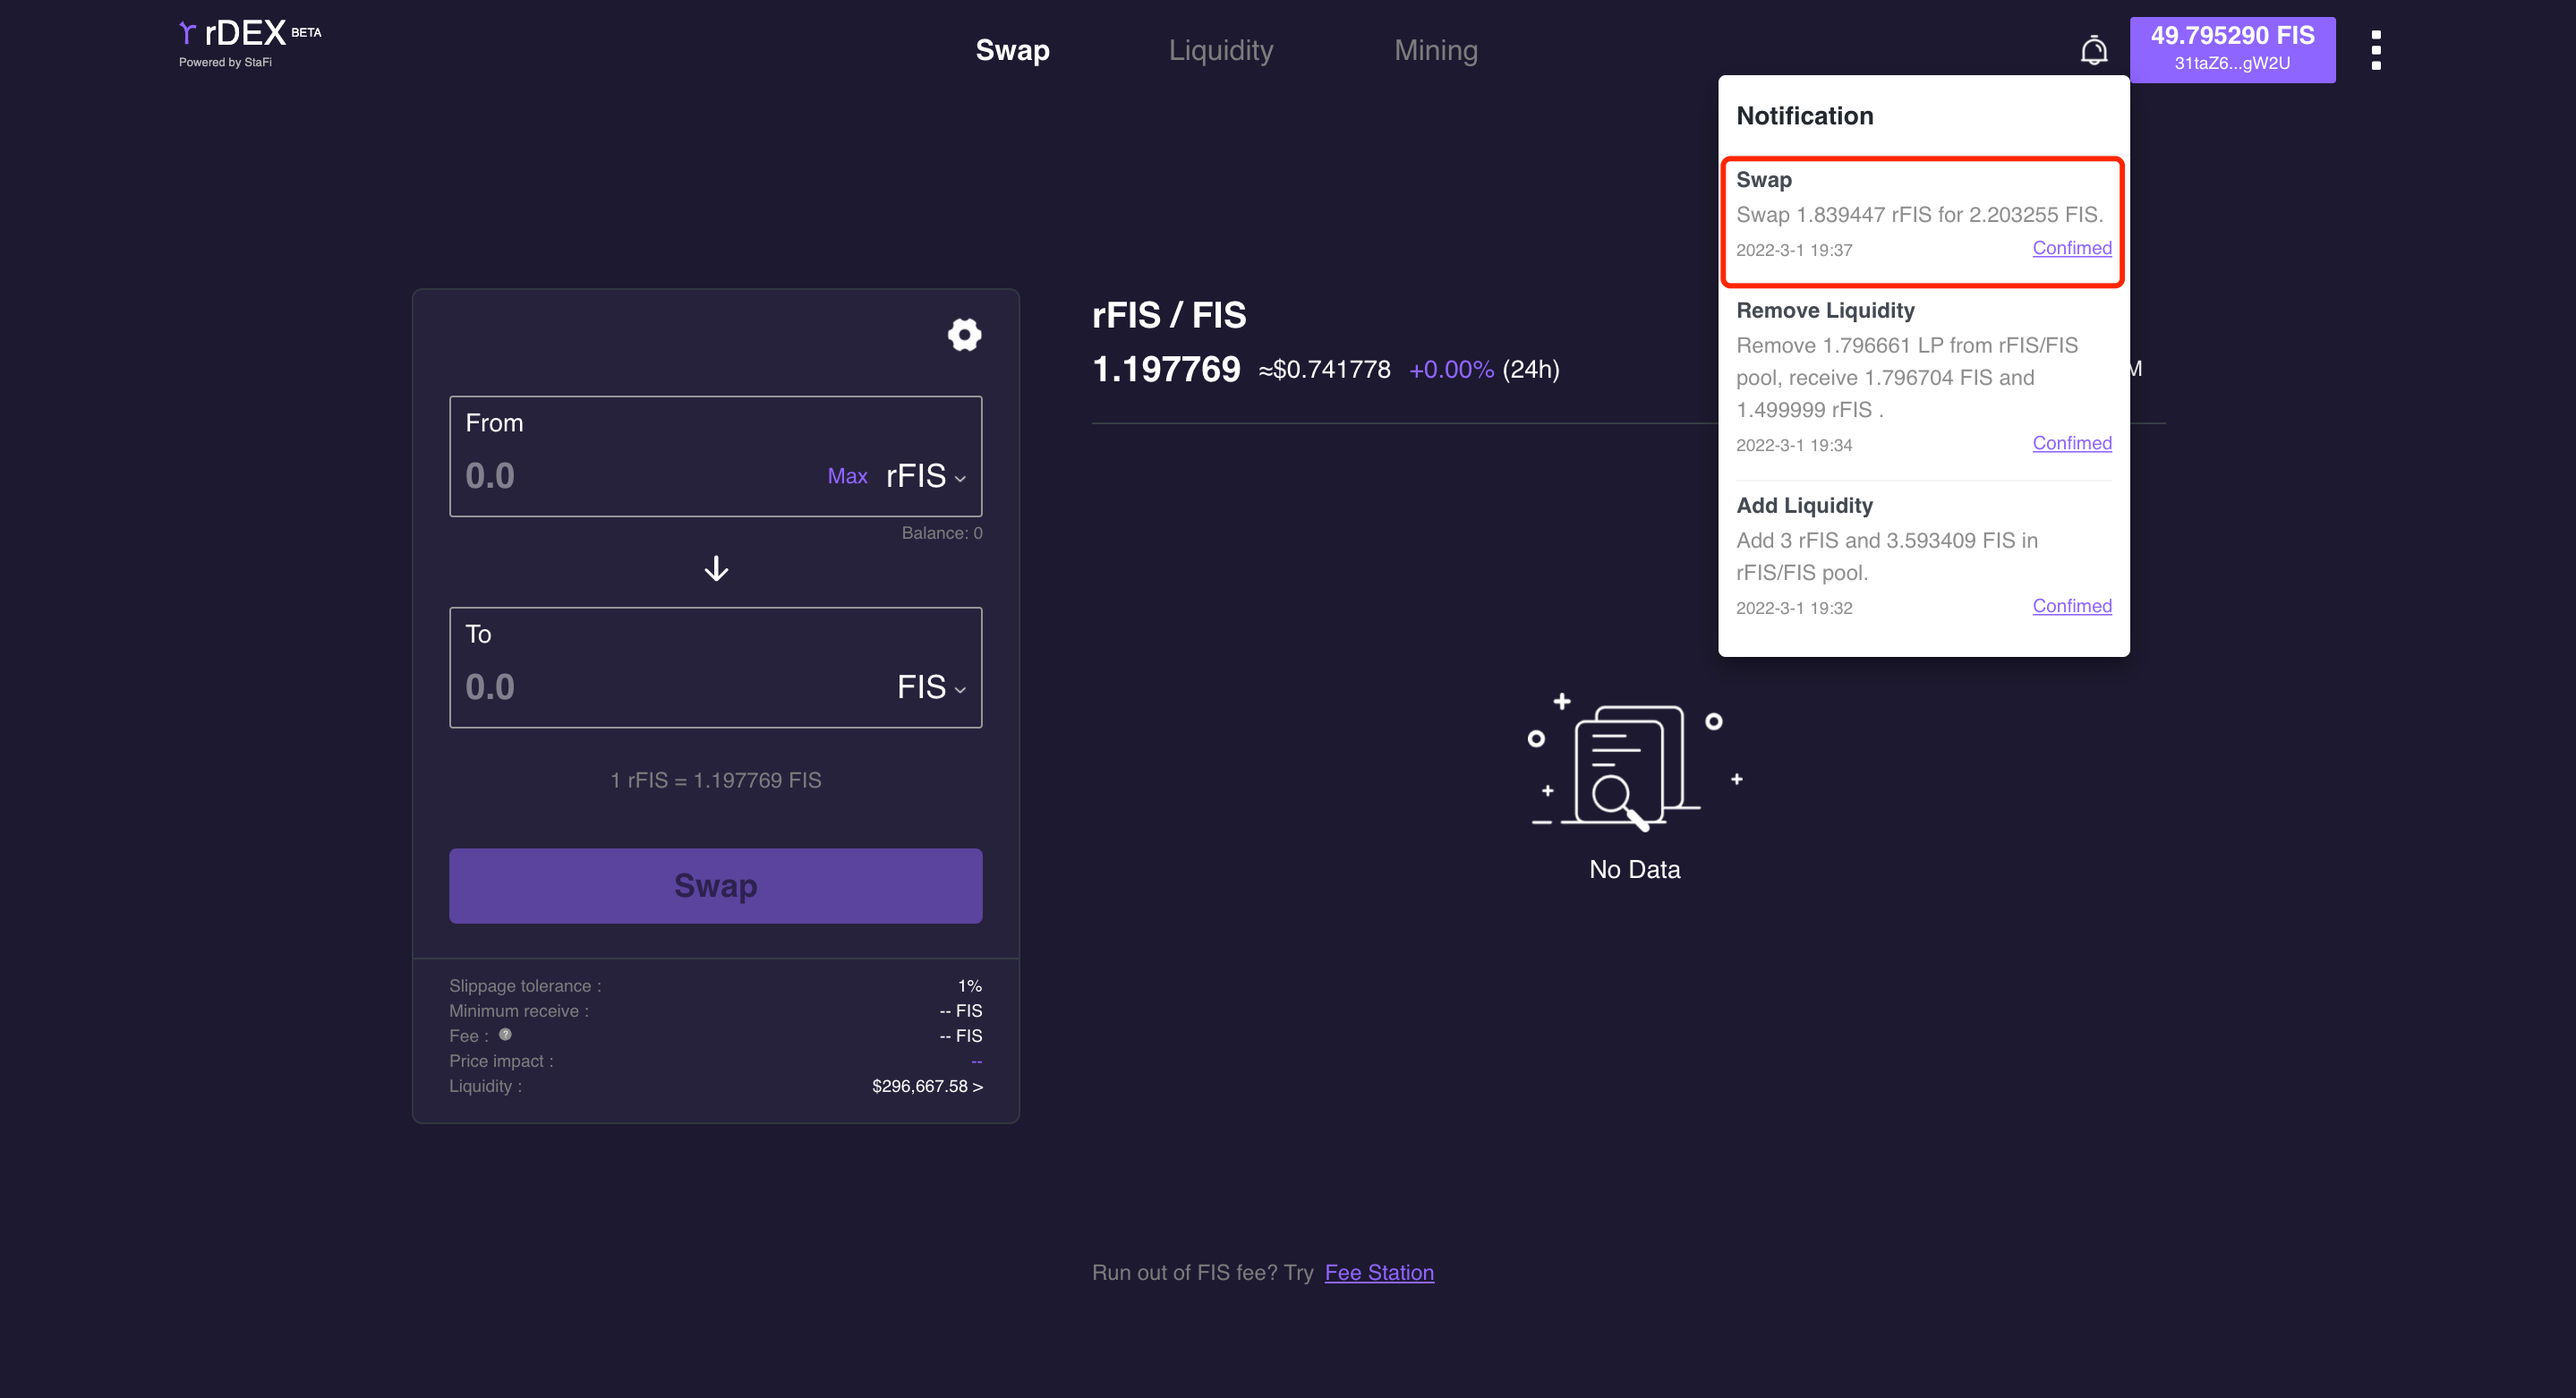 rDEX BETA
Powered by StaFi
Swap
Liquidity
Mining
49.795290 FIS
31taZ6...gW2U
Notification
Swap
Swap 1.839447 rFIS for 2.203255 FIS.
2022-3-1 19:37 Confimed
Remove Liquidity
Remove 1.796661 LP from rFIS/FIS
pool, receive 1.796704 FIS and
1.499999 rFIS .
2022-3-1 19:34 Confimed
Add Liquidity
Add 3 rFIS and 3.593409 FIS in
rFIS/FIS pool.
2022-3-1 19:32 Confimed
From
0.0 Max rFIS
Balance: 0
To
0.0 FIS
1 rFIS = 1.197769 FIS
Swap
Slippage tolerance : 1%
Minimum receive : -- FIS
Fee : ? -- FIS
Price impact : --
Liquidity : $296,667.58 >
rFIS / FIS
1.197769 ≈$0.741778 +0.00% (24h)
No Data
Run out of FIS fee? Try Fee Station